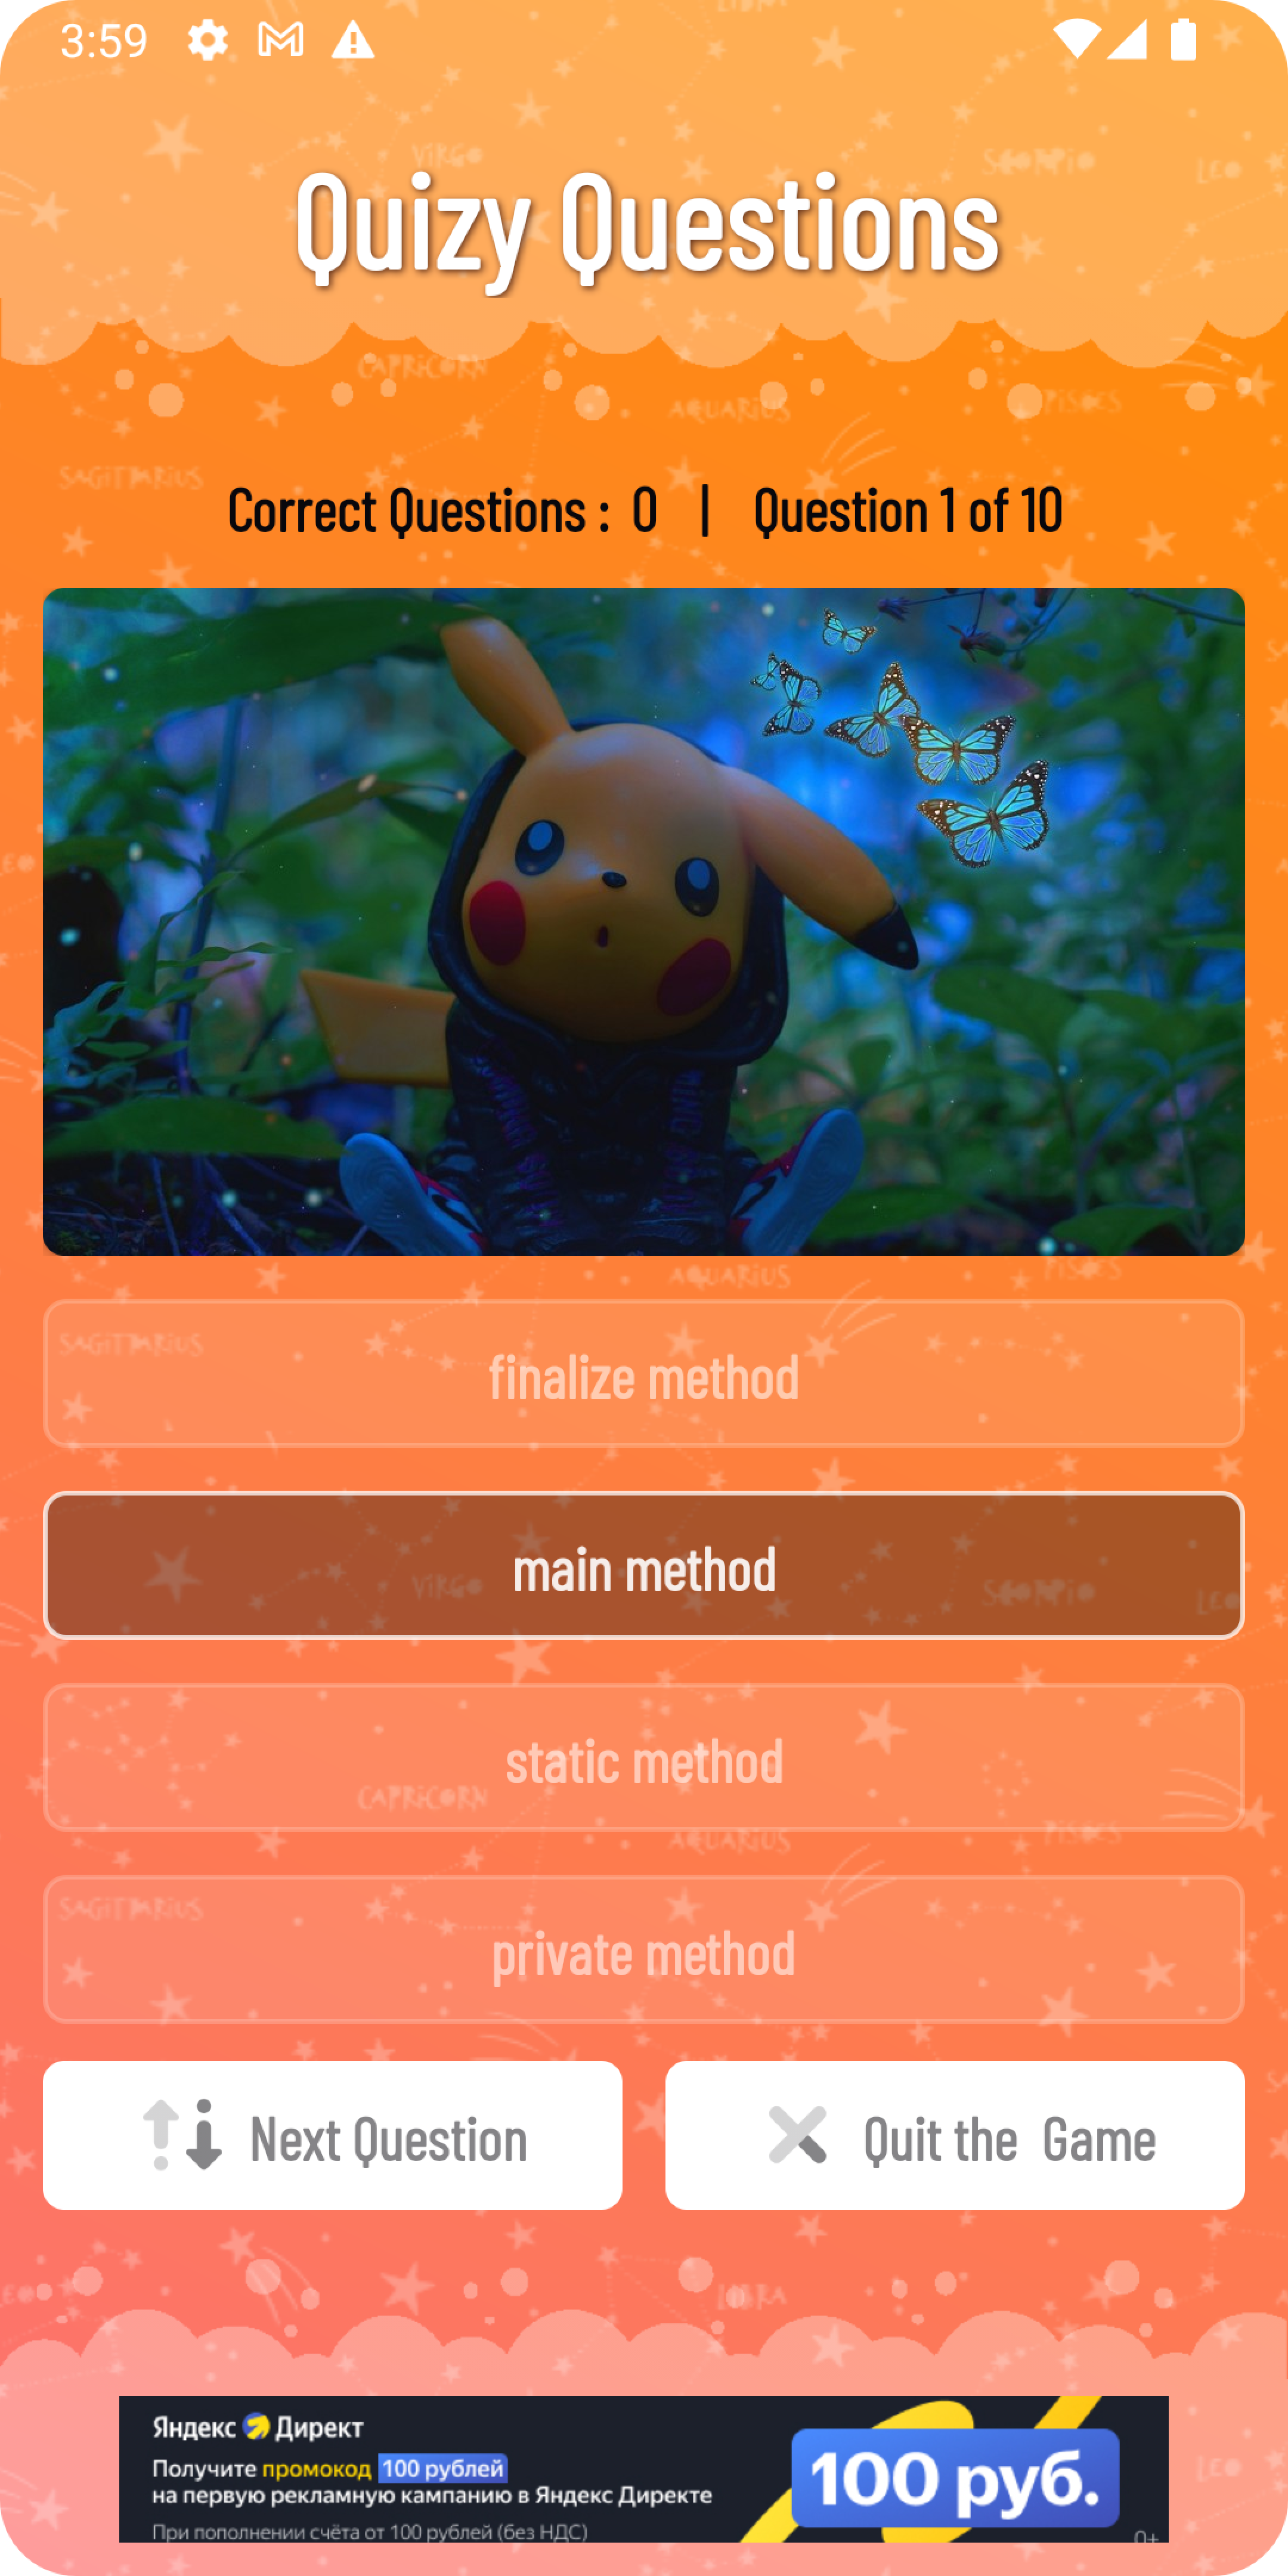 3:59
Quizy Questions
Correct Questions : 0 | Question 1 of 10
finalize method
main method
static method
private method
Next Question
Quit the Game
Яндекс Директ
Получите промокод 100 рублей
на первую рекламную кампанию в Яндекс Директе
При пополнении счёта от 100 рублей (без НДС)
100 руб.
0+